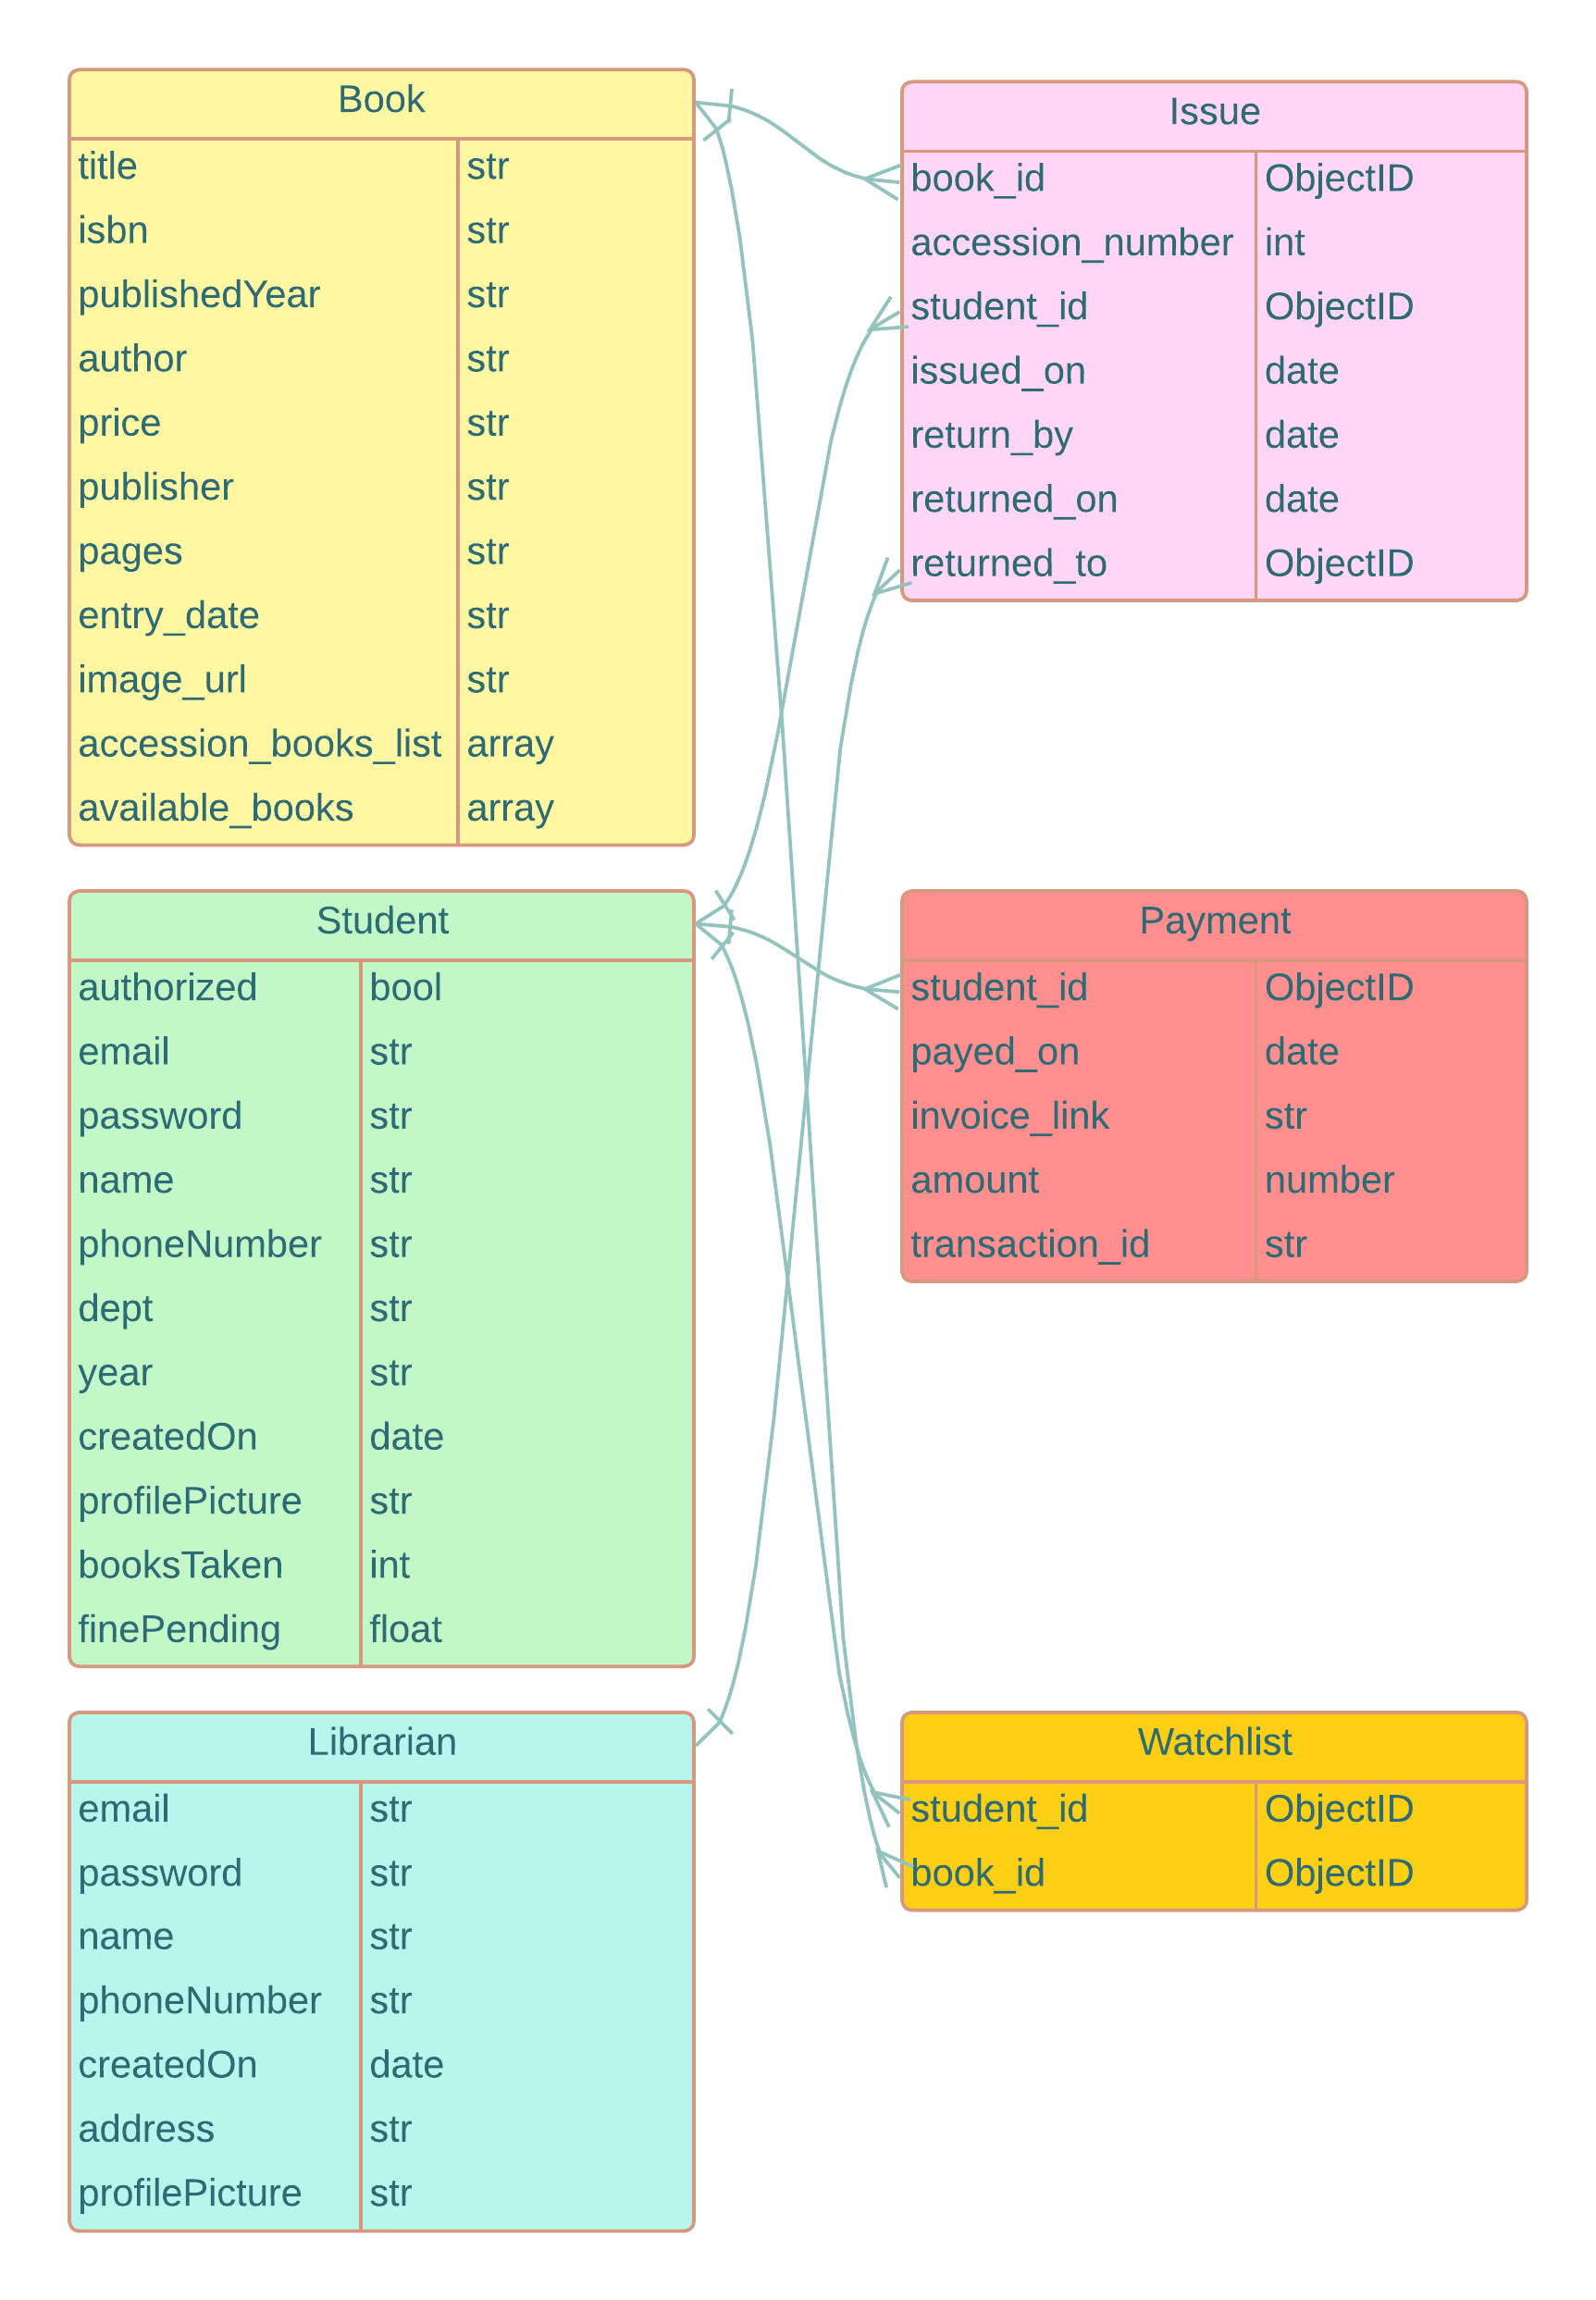 Book
title str
isbn str
publishedYear str
author str
price str
publisher str
pages str
entry_date str
image_url str
accession_books_list array
available_books array
Issue
book_id ObjectID
accession_number int
student_id ObjectID
issued_on date
return_by date
returned_on date
returned_to ObjectID
Student
authorized bool
email str
password str
name str
phoneNumber str
dept str
year str
createdOn date
profilePicture str
booksTaken int
finePending float
Payment
student_id ObjectID
payed_on date
invoice_link str
amount number
transaction_id str
Librarian
email str
password str
name str
phoneNumber str
createdOn date
address str
profilePicture str
Watchlist
student_id ObjectID
book_id ObjectID